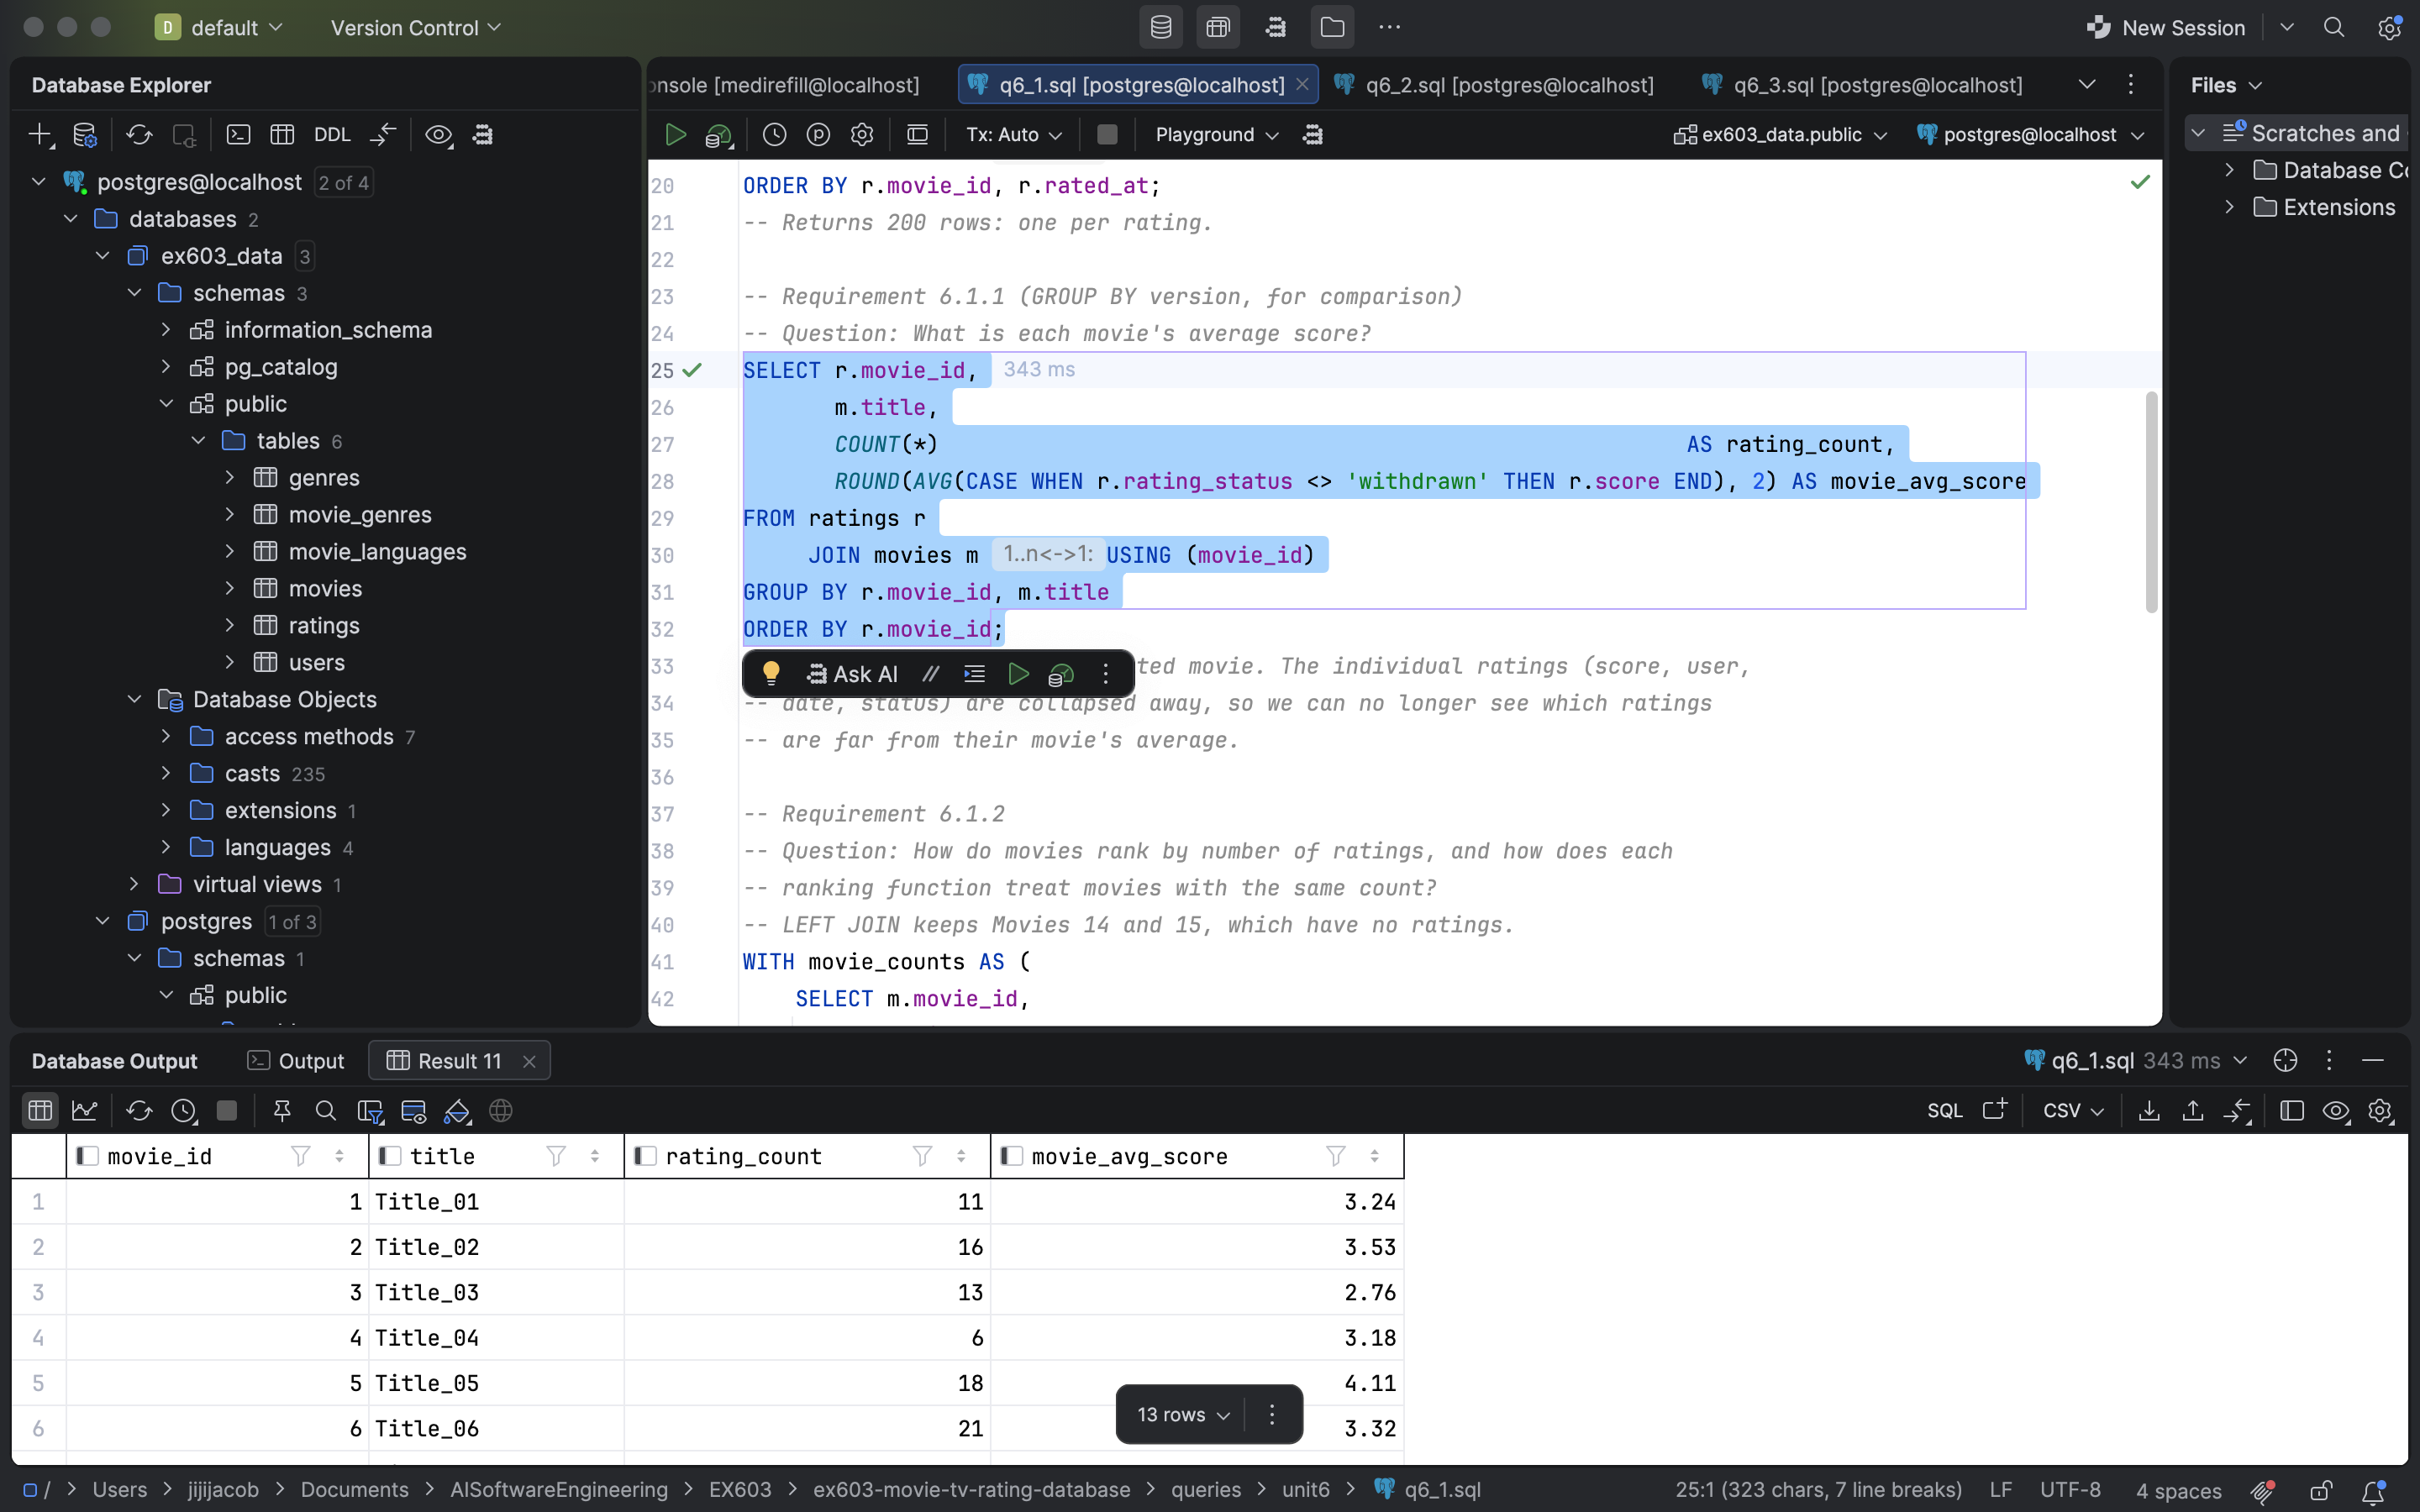 D default
Version Control
New Session
Database Explorer
DDL
postgres@localhost 2 of 4
databases 2
ex603_data 3
schemas 3
information_schema
pg_catalog
public
tables 6
genres
movie_genres
movie_languages
movies
ratings
users
Database Objects
access methods 7
casts 235
extensions 1
languages 4
virtual views 1
postgres 1 of 3
schemas 1
public
onsole [medirefill@localhost]
q6_1.sql [postgres@localhost]
q6_2.sql [postgres@localhost]
q6_3.sql [postgres@localhost]
Tx: Auto
Playground
ex603_data.public
postgres@localhost
20 ORDER BY r.movie_id, r.rated_at;
21 -- Returns 200 rows: one per rating.
22
23 -- Requirement 6.1.1 (GROUP BY version, for comparison)
24 -- Question: What is each movie's average score?
25 SELECT r.movie_id, 343 ms
26 m.title,
27 COUNT(*) AS rating_count,
28 ROUND(AVG(CASE WHEN r.rating_status <> 'withdrawn' THEN r.score END), 2) AS movie_avg_score
29 FROM ratings r
30 JOIN movies m 1..n<->1: USING (movie_id)
31 GROUP BY r.movie_id, m.title
32 ORDER BY r.movie_id;
33 ted movie. The individual ratings (score, user,
Ask AI //
34 -- date, status) are collapsed away, so we can no longer see which ratings
35 -- are far from their movie's average.
36
37 -- Requirement 6.1.2
38 -- Question: How do movies rank by number of ratings, and how does each
39 -- ranking function treat movies with the same count?
40 -- LEFT JOIN keeps Movies 14 and 15, which have no ratings.
41 WITH movie_counts AS (
42 SELECT m.movie_id,
Files
Scratches and
Database Co
Extensions
Database Output
Output
Result 11
q6_1.sql 343 ms
SQL
CSV
movie_id title rating_count movie_avg_score
1 1 Title_01 11 3.24
2 2 Title_02 16 3.53
3 3 Title_03 13 2.76
4 4 Title_04 6 3.18
5 5 Title_05 18 4.11
6 6 Title_06 21 3.32
13 rows
/ > Users > jijijacob > Documents > AISoftwareEngineering > EX603 > ex603-movie-tv-rating-database > queries > unit6 > q6_1.sql
25:1 (323 chars, 7 line breaks) LF UTF-8 4 spaces